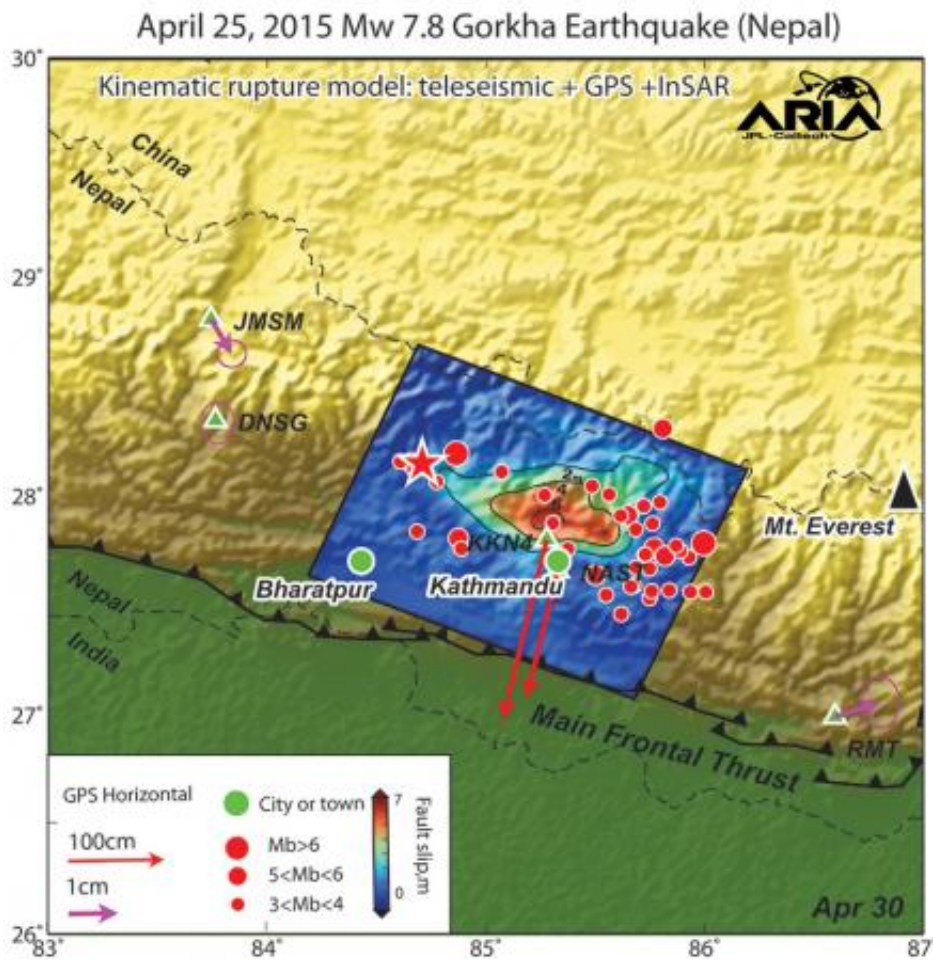 April 25, 2015 Mw 7.8 Gorkha Earthquake (Nepal)
Kinematic rupture model: teleseismic + GPS +InSAR
ARIA
JPL-Caltech
30°
29°
28°
27°
26°
China
Nepal
JMSM
DNSG
2m
4
6
Mt. Everest
KKN4
NAST
Bharatpur
Kathmandu
Nepal
India
Main Frontal Thrust
RMT
GPS Horizontal
100cm
1cm
City or town
Mb>6
5<Mb<6
3<Mb<4
7
0
Fault slip,m
Apr 30
83°
84°
85°
86°
87